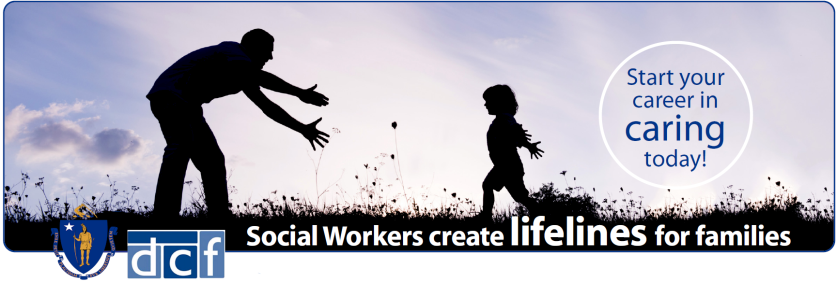 Start your
career in
caring
today!
Social Workers create lifelines for families
dcf